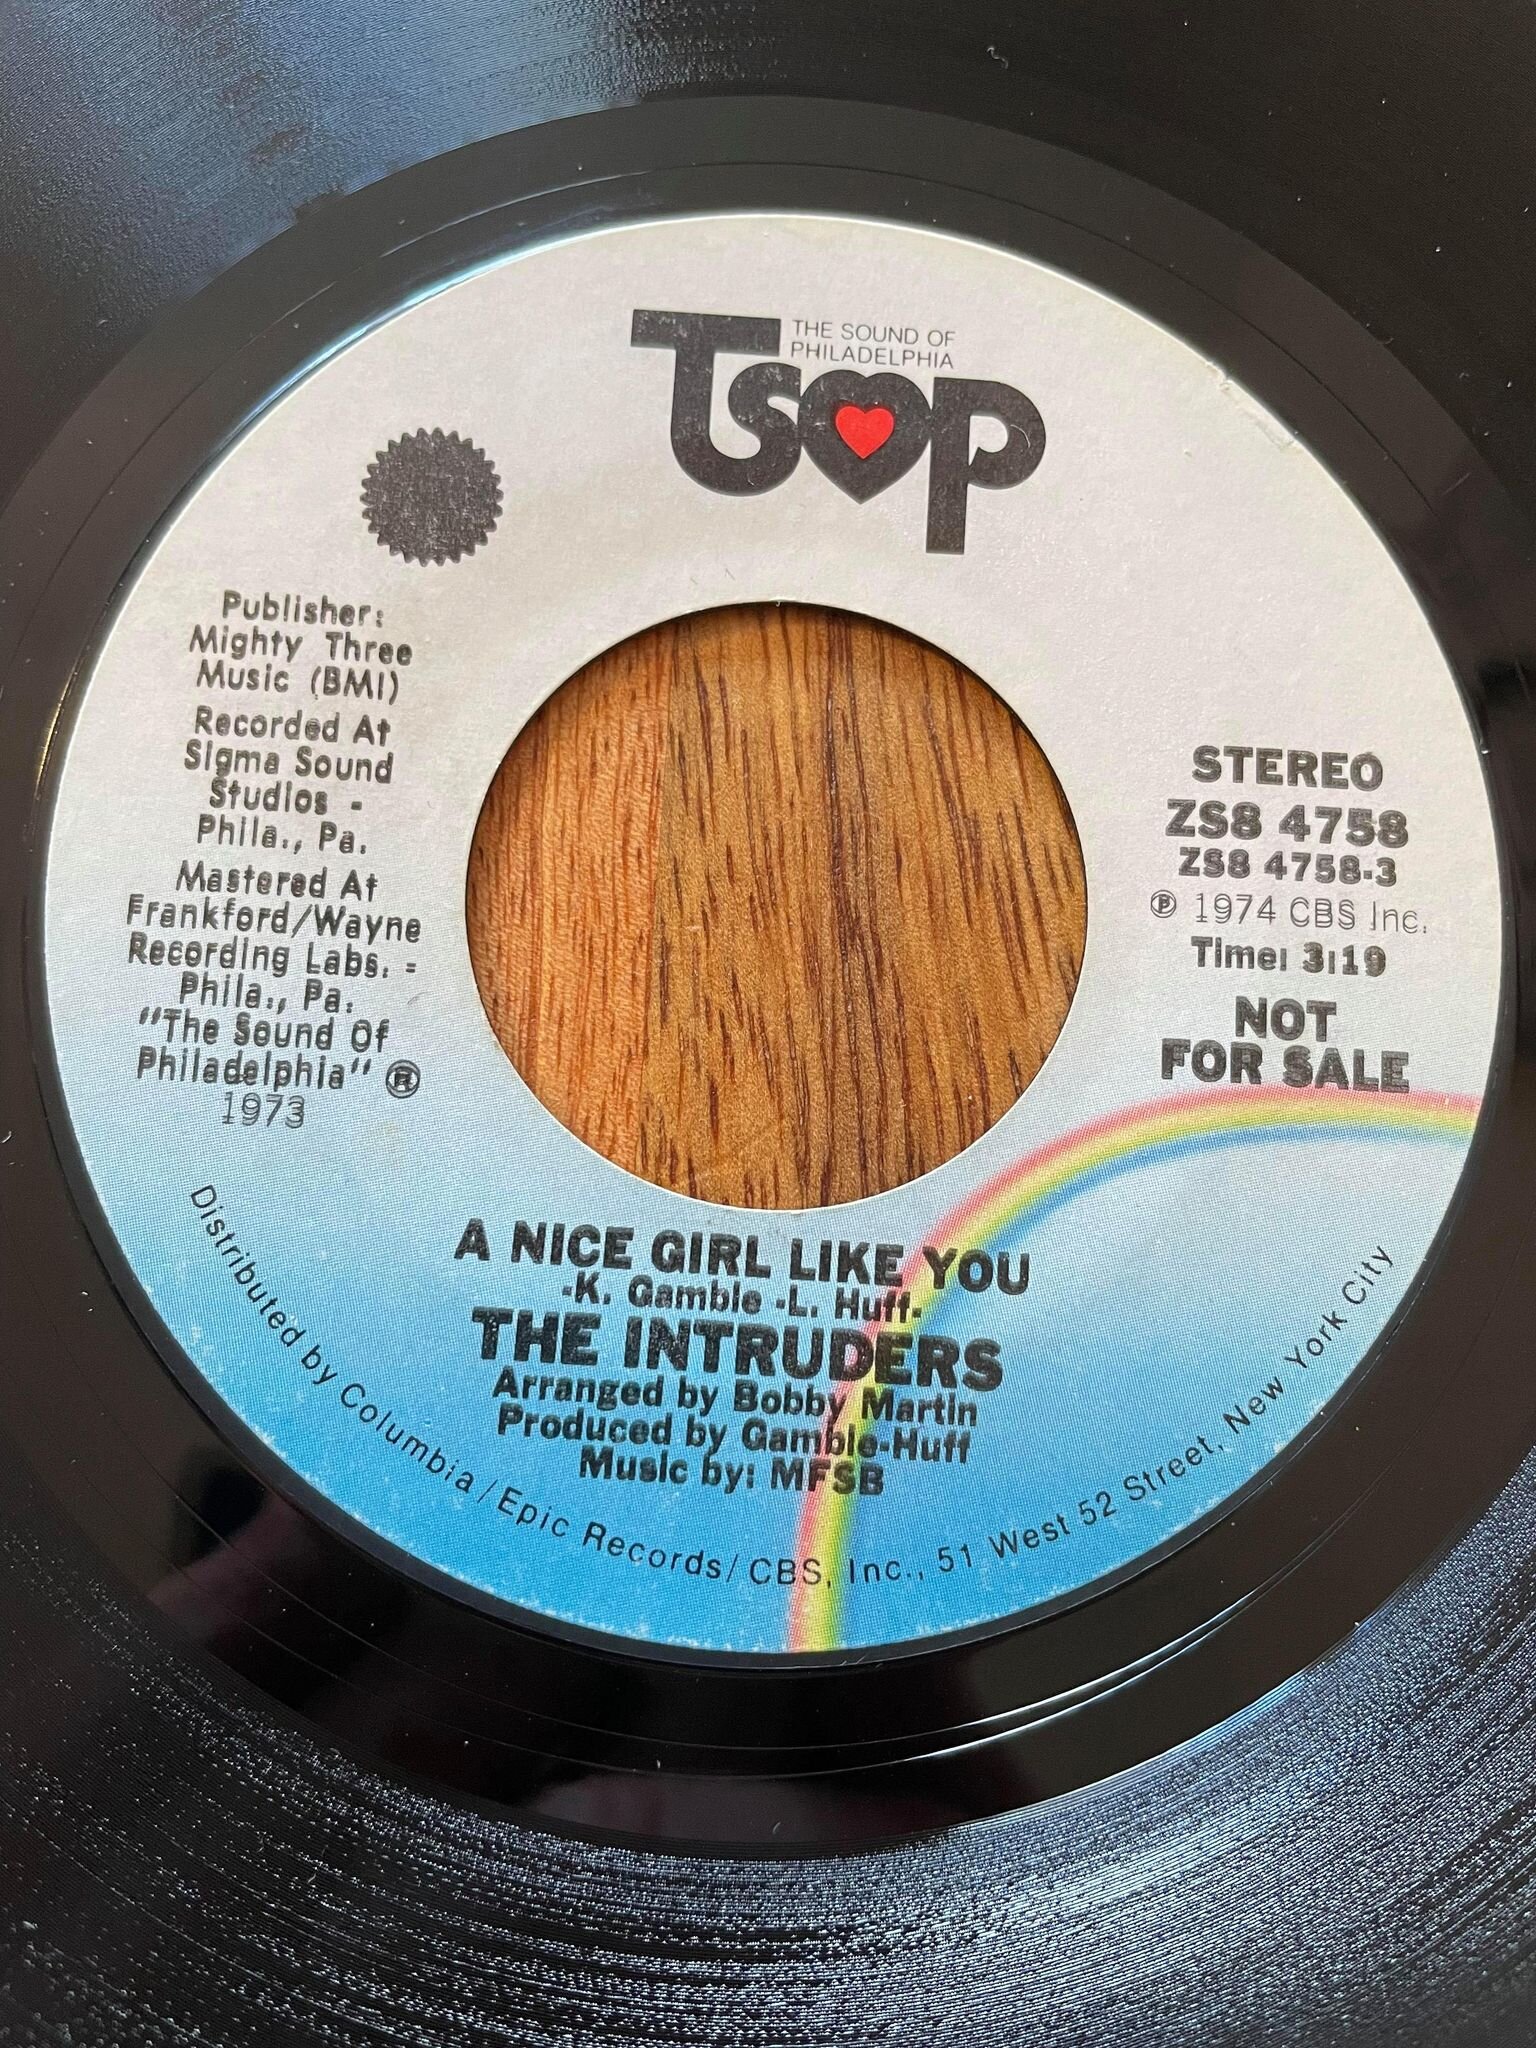 THE SOUND OF
PHILADELPHIA
Tsop
Publisher:
Mighty Three
Music (BMI)
Recorded At
Sigma Sound
Studios -
Phila., Pa.
Mastered At
Frankford/Wayne
Recording Labs. -
Phila., Pa.
"The Sound Of
Philadelphia" ®
1973
STEREO
ZS8 4758
ZS8 4758-3
℗ 1974 CBS Inc.
Time: 3:19
NOT
FOR SALE
A NICE GIRL LIKE YOU
-K. Gamble -L. Huff-
THE INTRUDERS
Arranged by Bobby Martin
Produced by Gamble-Huff
Music by: MFSB
Distributed by Columbia / Epic Records / CBS, Inc., 51 West 52 Street, New York City